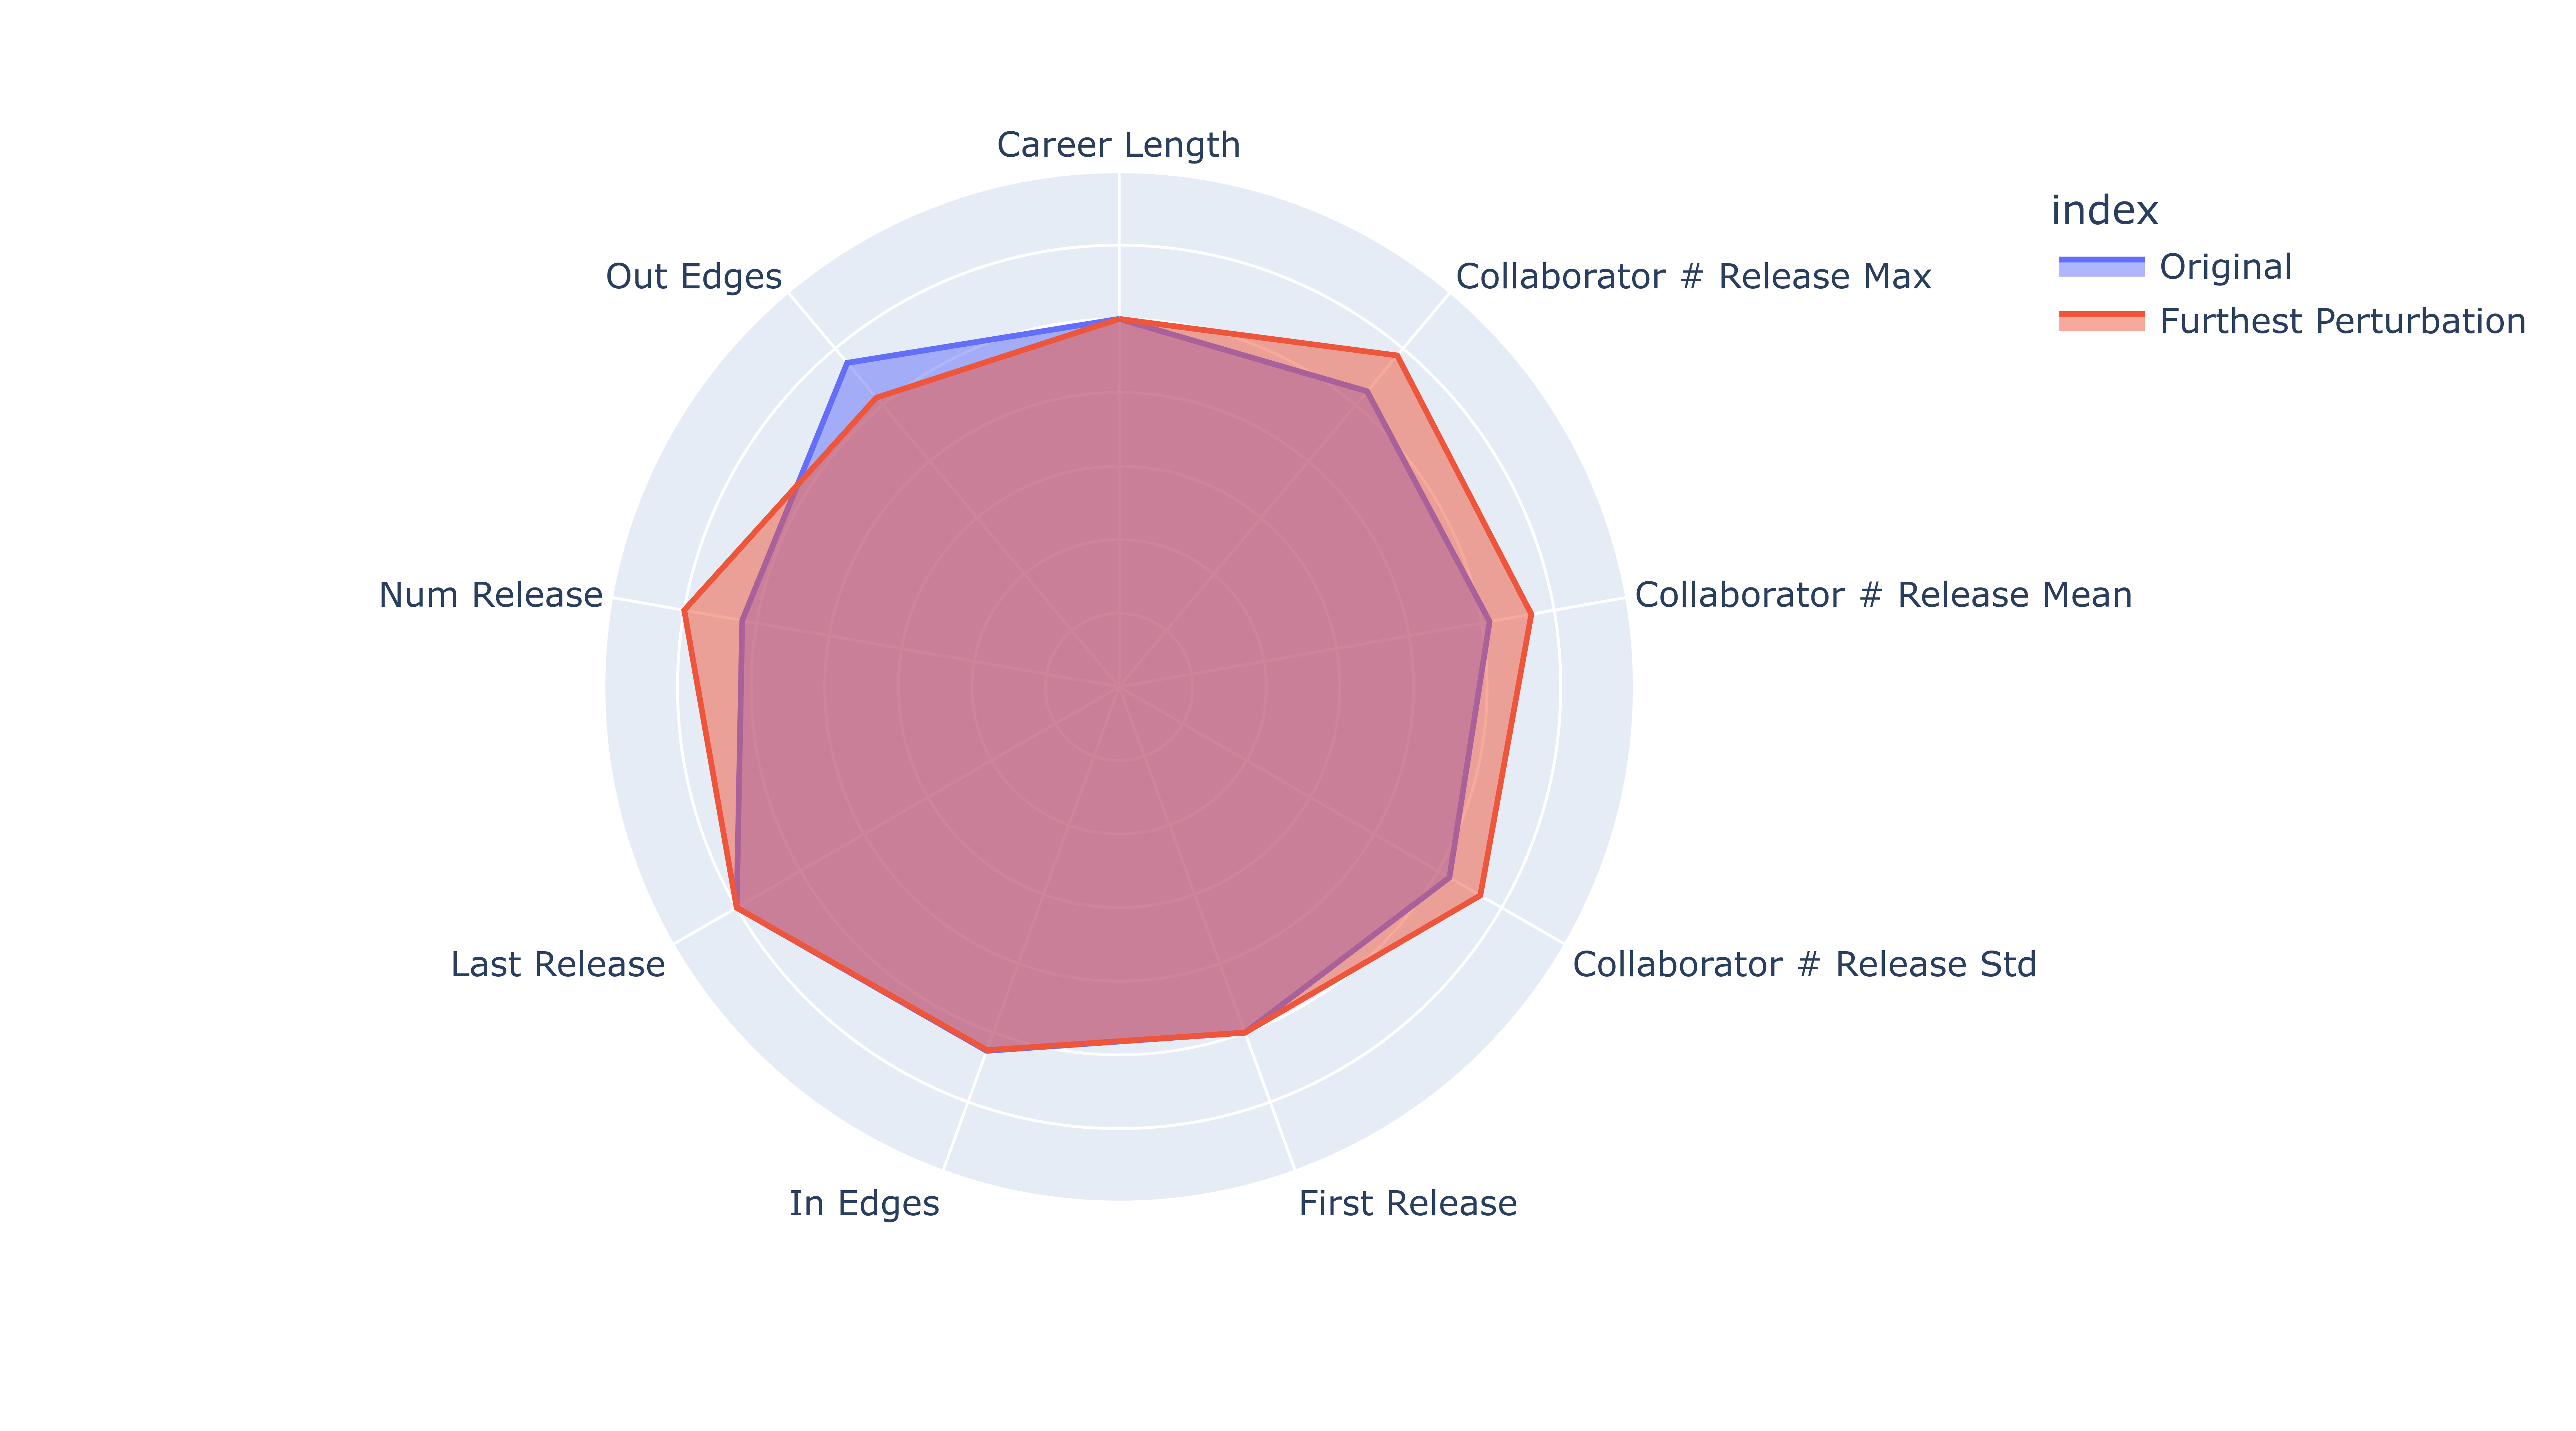 Career Length
Out Edges
Collaborator # Release Max
index
Original
Furthest Perturbation
Num Release
Collaborator # Release Mean
Last Release
Collaborator # Release Std
In Edges
First Release